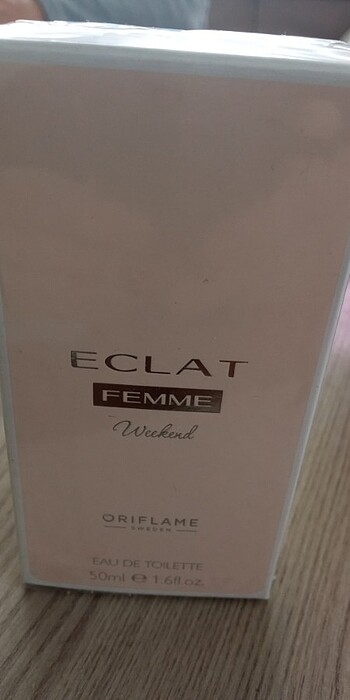 ECLAT
FEMME
Weekend
ORIFLAME
SWEDEN
EAU DE TOILETTE
50ml ℮ 1.6fl.oz.